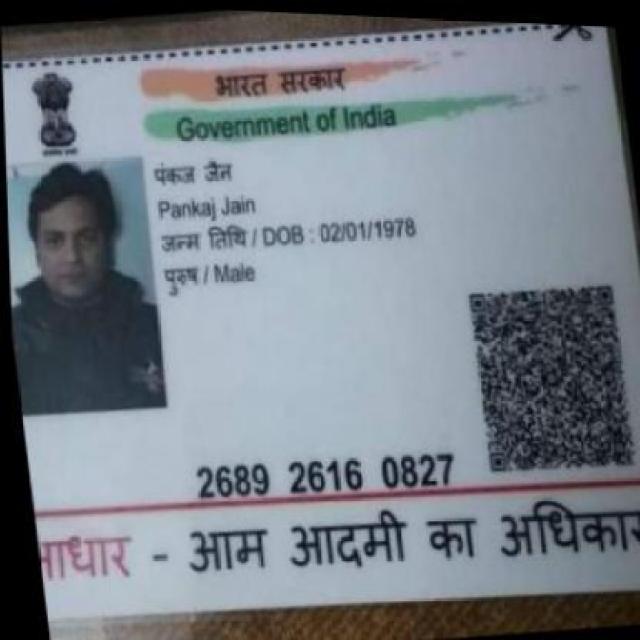 भारत सरकार
Government of India
पंकज जैन
Pankaj Jain
जन्म तिथि / DOB : 02/01/1978
पुरुष / Male
2689 2616 0827
आधार - आम आदमी का अधिकार